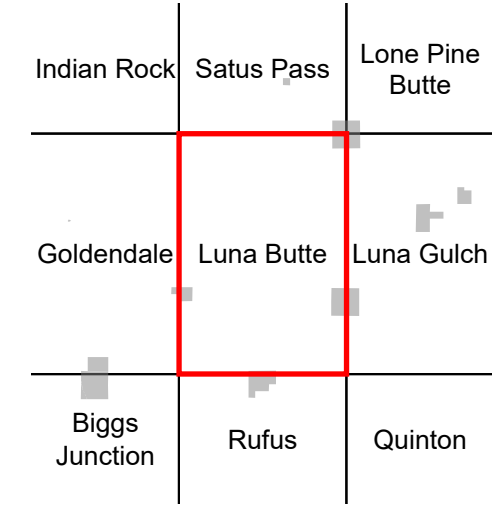 Indian Rock
Satus Pass
Lone Pine
Butte
Goldendale
Luna Butte
Luna Gulch
Biggs
Junction
Rufus
Quinton